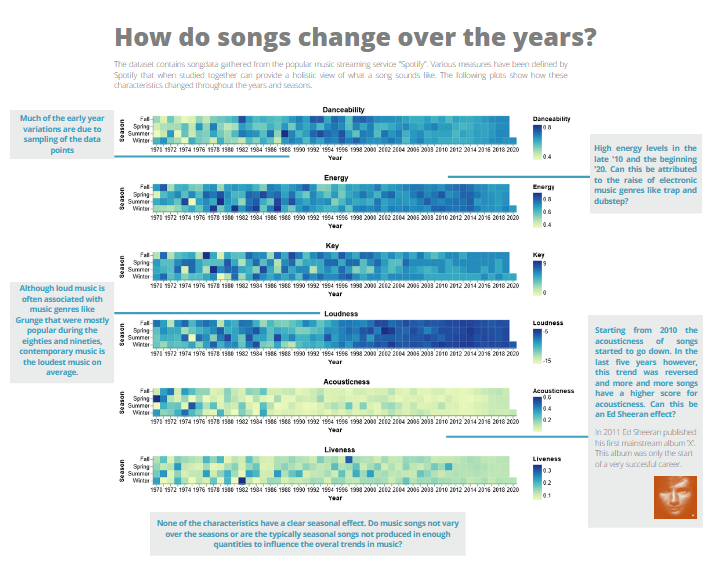 How do songs change over the years?
The dataset contains songdata gathered from the popular music streaming service "Spotify". Various measures have been defined by
Spotify that when studied together can provide a holistic view of what a song sounds like. The following plots show how these
characteristics changed throughout the years and seasons.
Much of the early year
variations are due to
sampling of the data
points
Danceability
Season
Fall
Spring
Summer
Winter
1970 1972 1974 1976 1978 1980 1982 1984 1986 1988 1990 1992 1994 1996 1998 2000 2002 2004 2006 2008 2010 2012 2014 2016 2018 2020
Year
Danceability
0.8
0.4
High energy levels in the
late '10 and the beginning
'20. Can this be attributed
to the raise of electronic
music genres like trap and
dubstep?
Energy
Season
Fall
Spring
Summer
Winter
1970 1972 1974 1976 1978 1980 1982 1984 1986 1988 1990 1992 1994 1996 1998 2000 2002 2004 2006 2008 2010 2012 2014 2016 2018 2020
Year
Energy
0.8
0.6
0.4
Key
Season
Fall
Spring
Summer
Winter
1970 1972 1974 1976 1978 1980 1982 1984 1986 1988 1990 1992 1994 1996 1998 2000 2002 2004 2006 2008 2010 2012 2014 2016 2018 2020
Year
Key
9
0
Although loud music is
often associated with
music genres like
Grunge that were mostly
popular during the
eighties and nineties,
contemporary music is
the loudest music on
average.
Loudness
Season
Fall
Spring
Summer
Winter
1970 1972 1974 1976 1978 1980 1982 1984 1986 1988 1990 1992 1994 1996 1998 2000 2002 2004 2006 2008 2010 2012 2014 2016 2018 2020
Year
Loudness
-5
-15
Starting from 2010 the
acousticness of songs
started to go down. In the
last five years however,
this trend was reversed
and more and more songs
have a higher score for
acousticness. Can this be
an Ed Sheeran effect?
In 2011 Ed Sheeran published
his first mainstream album 'X'.
This album was only the start
of a very succesful career.
Acousticness
Season
Fall
Spring
Summer
Winter
1970 1972 1974 1976 1978 1980 1982 1984 1986 1988 1990 1992 1994 1996 1998 2000 2002 2004 2006 2008 2010 2012 2014 2016 2018 2020
Year
Acousticness
0.6
0.4
0.2
Liveness
Season
Fall
Spring
Summer
Winter
1970 1972 1974 1976 1978 1980 1982 1984 1986 1988 1990 1992 1994 1996 1998 2000 2002 2004 2006 2008 2010 2012 2014 2016 2018 2020
Year
Liveness
0.3
0.2
0.1
None of the characteristics have a clear seasonal effect. Do music songs not vary
over the seasons or are the typically seasonal songs not produced in enough
quantities to influence the overal trends in music?